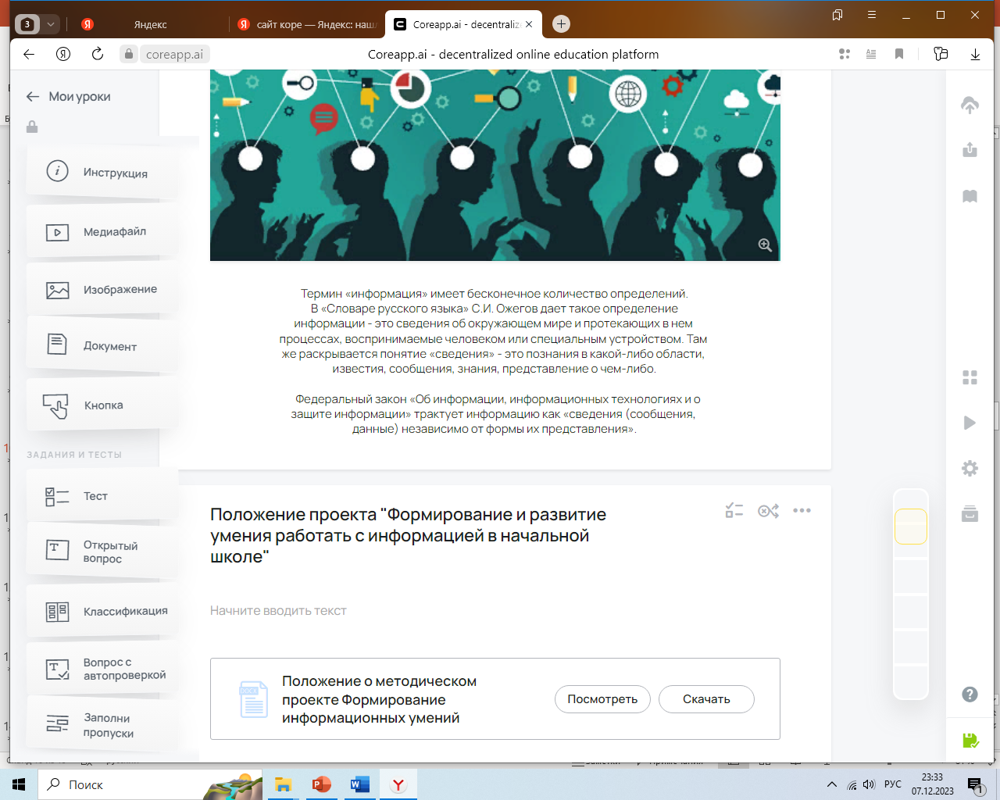 3
Яндекс
сайт коре — Яндекс: наш
Coreapp.ai - decentraliz
coreapp.ai
Coreapp.ai - decentralized online education platform
Мои уроки
Инструкция
Медиафайл
Изображение
Документ
Кнопка
ЗАДАНИЯ И ТЕСТЫ
Тест
Открытый
вопрос
Классификация
Вопрос с
автопроверкой
Заполни
пропуски
Термин «информация» имеет бесконечное количество определений.
В «Словаре русского языка» С.И. Ожегов дает такое определение
информации - это сведения об окружающем мире и протекающих в нем
процессах, воспринимаемые человеком или специальным устройством. Там
же раскрывается понятие «сведения» - это познания в какой-либо области,
известия, сообщения, знания, представление о чем-либо.
Федеральный закон «Об информации, информационных технологиях и о
защите информации» трактует информацию как «сведения (сообщения,
данные) независимо от формы их представления».
Положение проекта "Формирование и развитие
умения работать с информацией в начальной
школе"
Начните вводить текст
DOCX
Положение о методическом
проекте Формирование
информационных умений
Посмотреть
Скачать
Поиск
РУС
23:33
07.12.2023
1